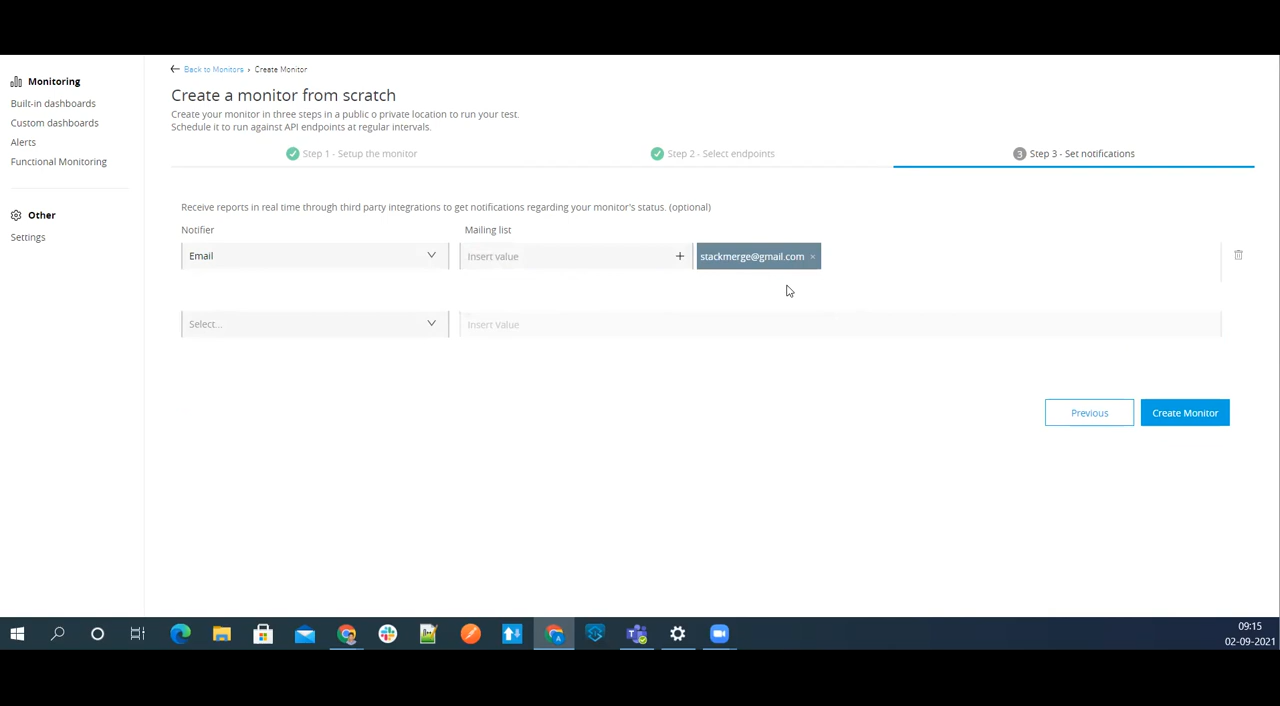 Monitoring
Built-in dashboards
Custom dashboards
Alerts
Functional Monitoring
Other
Settings
Back to Monitors › Create Monitor
Create a monitor from scratch
Create your monitor in three steps in a public o private location to run your test.
Schedule it to run against API endpoints at regular intervals.
Step 1 - Setup the monitor
Step 2 - Select endpoints
3 Step 3 - Set notifications
Receive reports in real time through third party integrations to get notifications regarding your monitor's status. (optional)
Notifier Mailing list
Email Insert value + stackmerge@gmail.com ×
Select... Insert Value
Previous Create Monitor
09:15
02-09-2021